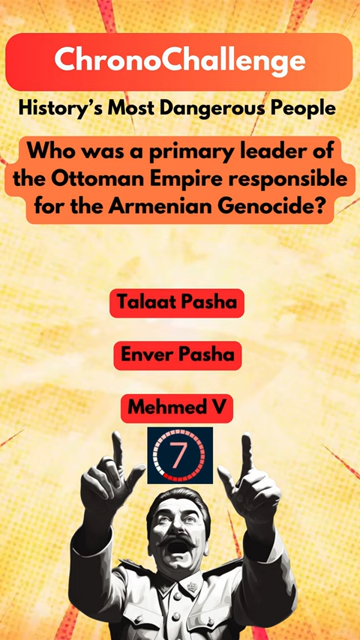 ChronoChallenge
History’s Most Dangerous People
Who was a primary leader of
the Ottoman Empire responsible
for the Armenian Genocide?
Talaat Pasha
Enver Pasha
Mehmed V
7